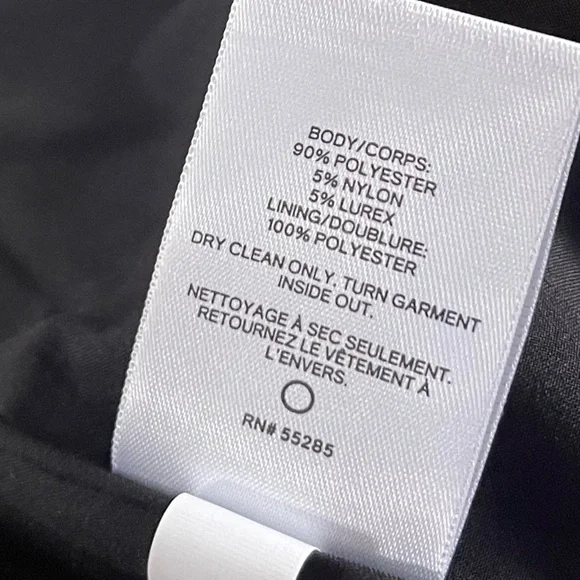 BODY/CORPS:
90% POLYESTER
5% NYLON
5% LUREX
LINING/DOUBLURE:
100% POLYESTER
DRY CLEAN ONLY. TURN GARMENT
INSIDE OUT.
NETTOYAGE À SEC SEULEMENT.
RETOURNEZ LE VÊTEMENT À
L'ENVERS.
RN# 55285